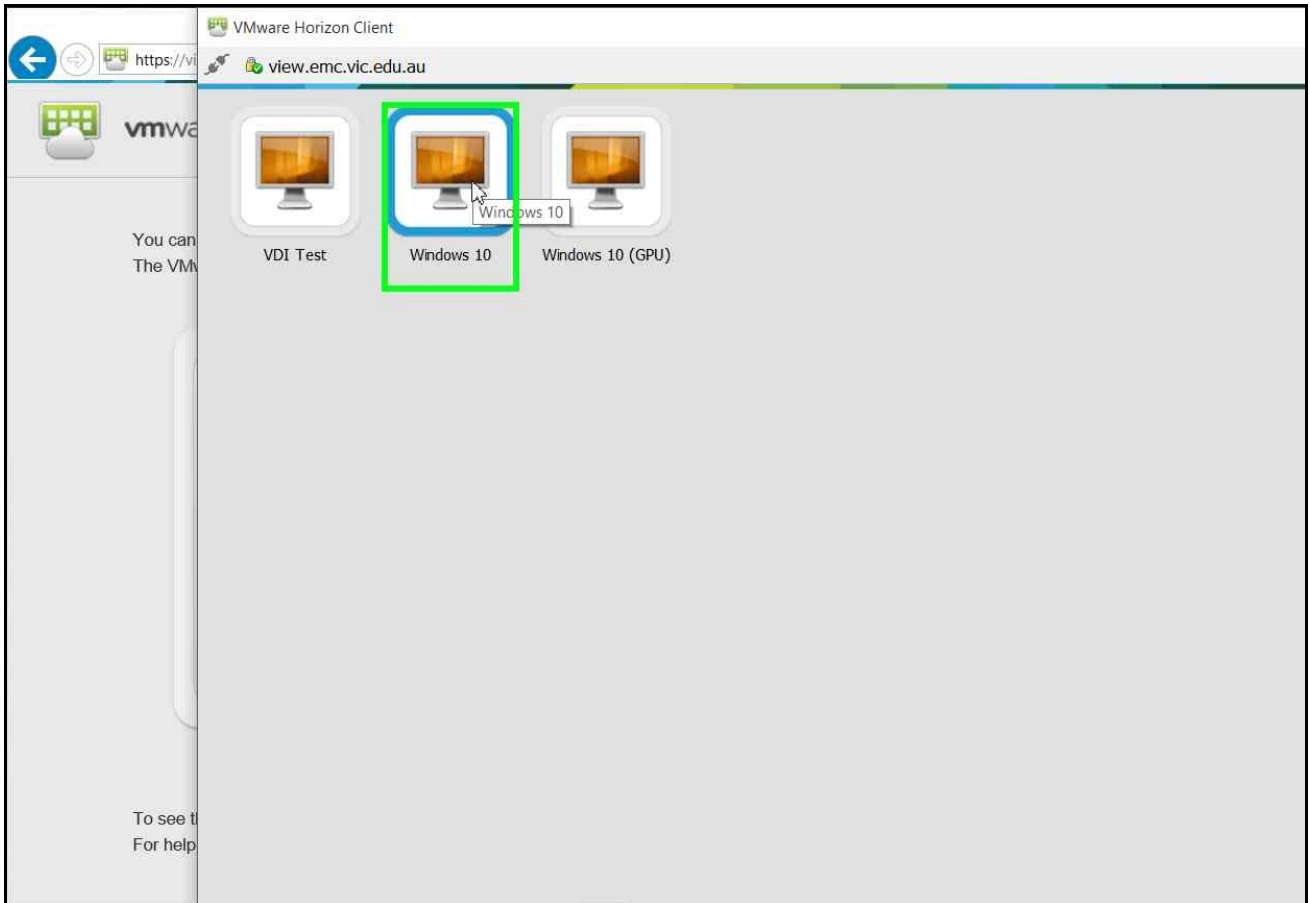 VMware Horizon Client
https://vi
view.emc.vic.edu.au
vmwa
Windows 10
VDI Test
Windows 10
Windows 10 (GPU)
You can
The VMw
To see t
For help